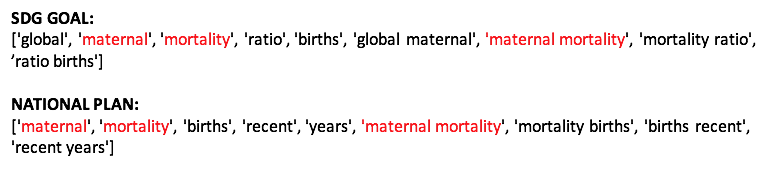 SDG GOAL:
['global', 'maternal', 'mortality', 'ratio', 'births', 'global maternal', 'maternal mortality', 'mortality ratio',
’ratio births']
NATIONAL PLAN:
['maternal', 'mortality', 'births', 'recent', 'years', 'maternal mortality', 'mortality births', 'births recent',
'recent years']